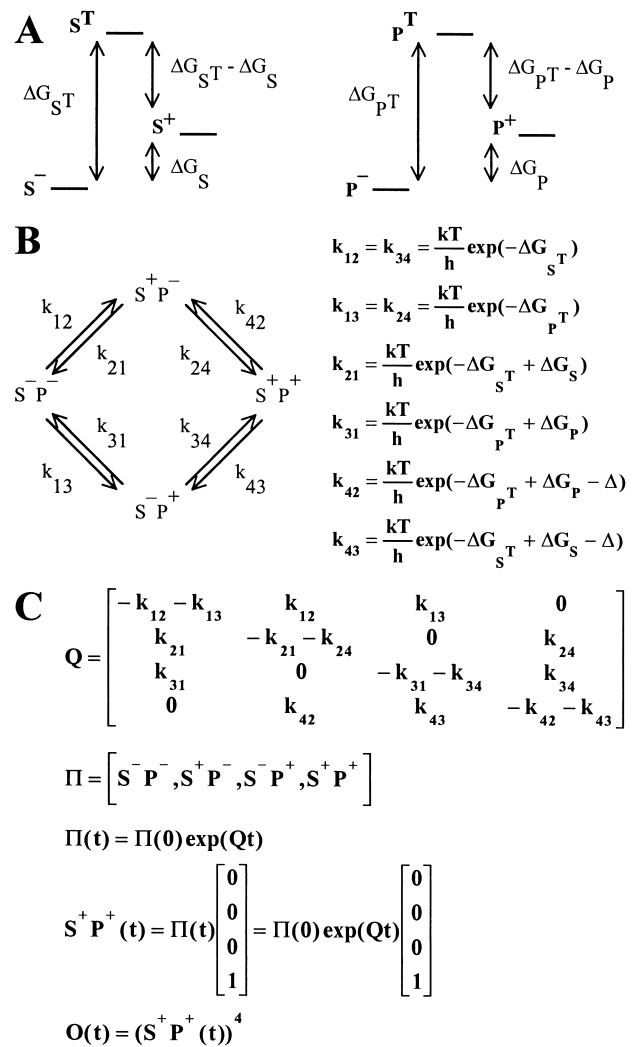 A
S^T
ΔG_{S^T}
ΔG_{S^T} - ΔG_S
S^+
ΔG_S
S^-
P^T
ΔG_{P^T}
ΔG_{P^T} - ΔG_P
P^+
ΔG_P
P^-
B
S^+P^-
k_12
k_42
k_21
k_24
S^-P^-
S^+P^+
k_31
k_34
k_13
k_43
S^-P^+
k_12 = k_34 = kT/h exp(−ΔG_{S^T})
k_13 = k_24 = kT/h exp(−ΔG_{P^T})
k_21 = kT/h exp(−ΔG_{S^T} + ΔG_S)
k_31 = kT/h exp(−ΔG_{P^T} + ΔG_P)
k_42 = kT/h exp(−ΔG_{P^T} + ΔG_P − Δ)
k_43 = kT/h exp(−ΔG_{S^T} + ΔG_S − Δ)
C
Q = [
−k_12 − k_13 k_12 k_13 0
k_21 −k_21 − k_24 0 k_24
k_31 0 −k_31 − k_34 k_34
0 k_42 k_43 −k_42 − k_43
]
Π = [S^-P^-, S^+P^-, S^-P^+, S^+P^+]
Π(t) = Π(0) exp(Qt)
S^+P^+(t) = Π(t)[0 0 0 1] = Π(0) exp(Qt)[0 0 0 1]
O(t) = (S^+P^+(t))^4